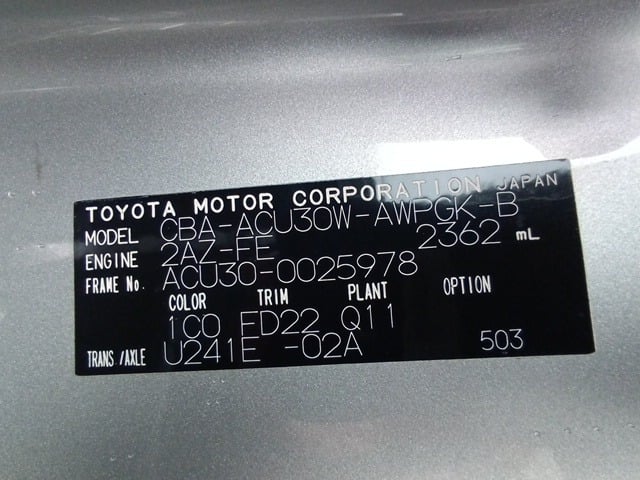 TOYOTA MOTOR CORPORATION JAPAN
MODEL CBA-ACU30W-AWPGK-B
ENGINE 2AZ-FE 2362 mL
FRAME No. ACU30-0025978
COLOR TRIM PLANT OPTION
1C0 FD22 Q11
TRANS/AXLE U241E -02A 503